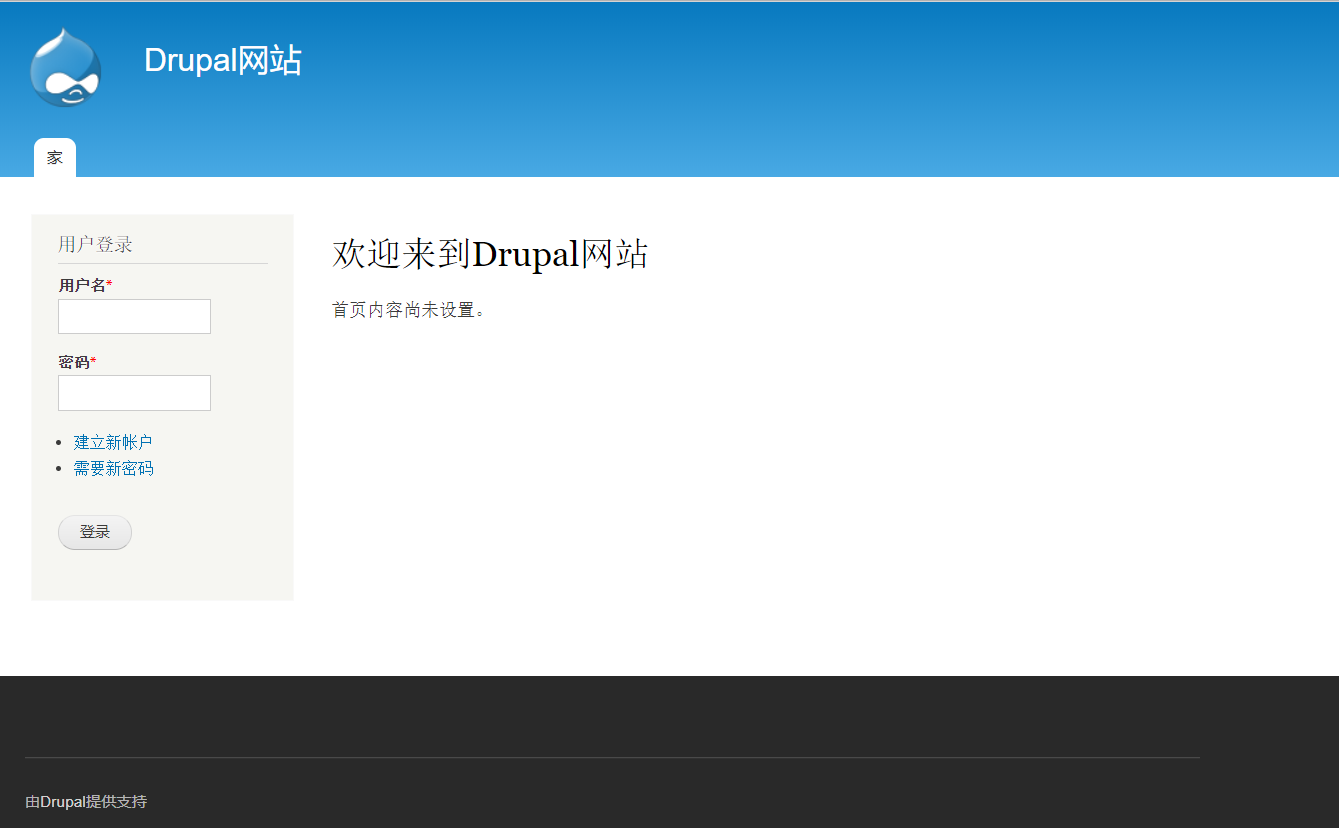 Drupal网站
家
用户登录
用户名*
密码*
建立新帐户
需要新密码
登录
欢迎来到Drupal网站
首页内容尚未设置。
由Drupal提供支持